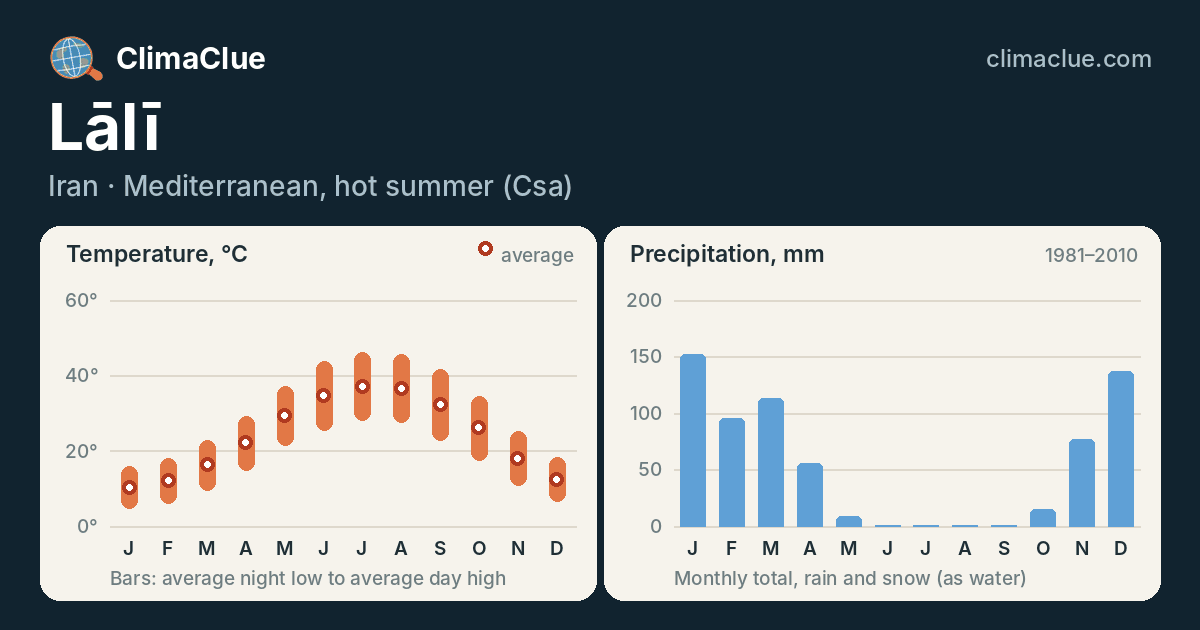 ClimaClue
climaclue.com
Lālī
Iran · Mediterranean, hot summer (Csa)
Temperature, °C
average
60°
40°
20°
0°
J F M A M J J A S O N D
Bars: average night low to average day high
Precipitation, mm
1981–2010
200
150
100
50
0
J F M A M J J A S O N D
Monthly total, rain and snow (as water)